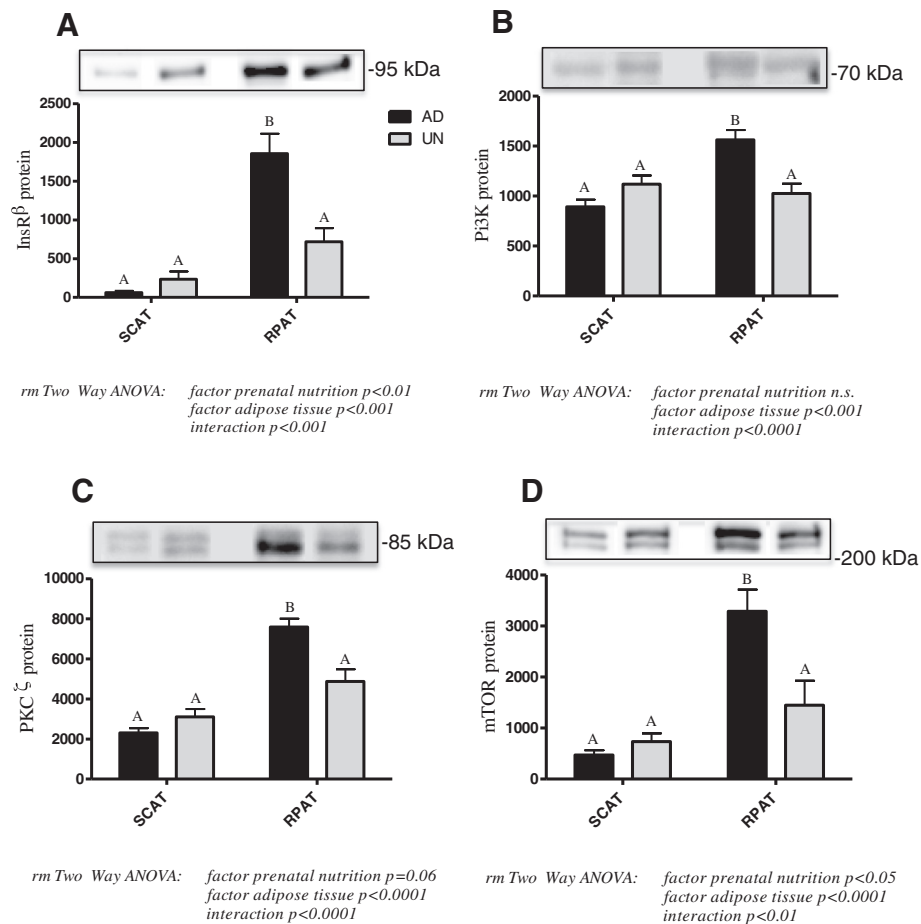 A
-95 kDa
2500
2000
1500
1000
500
0
InsRβ protein
B
A
A
A
AD
UN
SCAT
RPAT
rm Two Way ANOVA: factor prenatal nutrition p<0.01
factor adipose tissue p<0.001
interaction p<0.001
B
-70 kDa
2000
1500
1000
500
0
Pi3K protein
A
A
B
A
SCAT
RPAT
rm Two Way ANOVA: factor prenatal nutrition n.s.
factor adipose tissue p<0.001
interaction p<0.0001
C
-85 kDa
10000
8000
6000
4000
2000
0
PKC ζ protein
A
A
B
A
SCAT
RPAT
rm Two Way ANOVA: factor prenatal nutrition p=0.06
factor adipose tissue p<0.0001
interaction p<0.0001
D
-200 kDa
4000
3000
2000
1000
0
mTOR protein
A
A
B
A
SCAT
RPAT
rm Two Way ANOVA: factor prenatal nutrition p<0.05
factor adipose tissue p<0.0001
interaction p<0.01